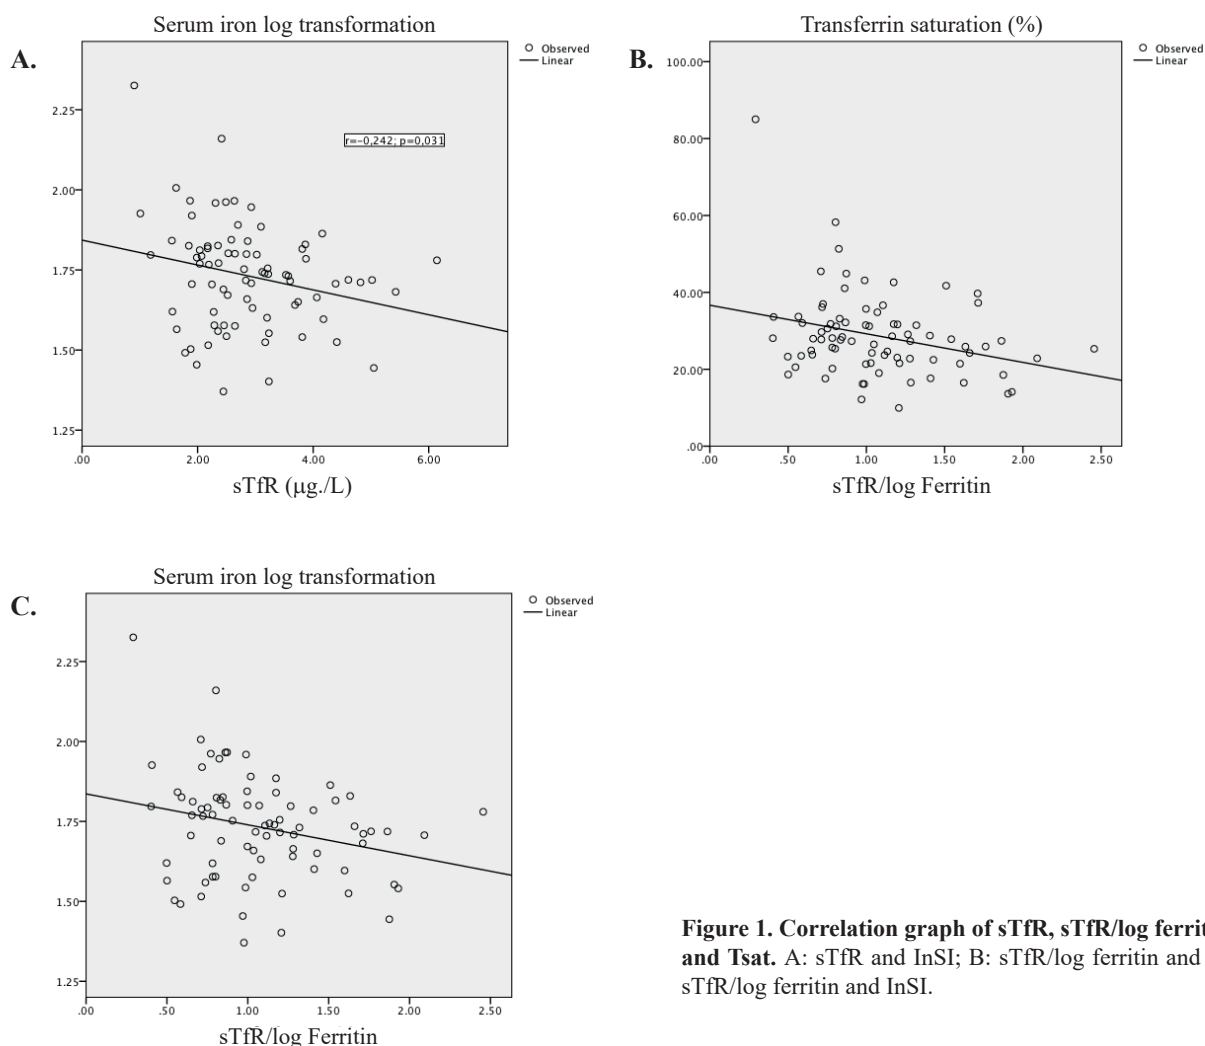 Serum iron log transformation
A.
Observed
Linear
r=-0,242; p=0,031
2.25
2.00
1.75
1.50
1.25
.00 2.00 4.00 6.00
sTfR (μg./L)
Transferrin saturation (%)
B.
Observed
Linear
100.00
80.00
60.00
40.00
20.00
.00
.00 .50 1.00 1.50 2.00 2.50
sTfR/log Ferritin
Serum iron log transformation
C.
Observed
Linear
2.25
2.00
1.75
1.50
1.25
.00 .50 1.00 1.50 2.00 2.50
sTfR/log Ferritin
Figure 1. Correlation graph of sTfR, sTfR/log
and Tsat. A: sTfR and InSI; B: sTfR/log ferritin and
sTfR/log ferritin and InSI.